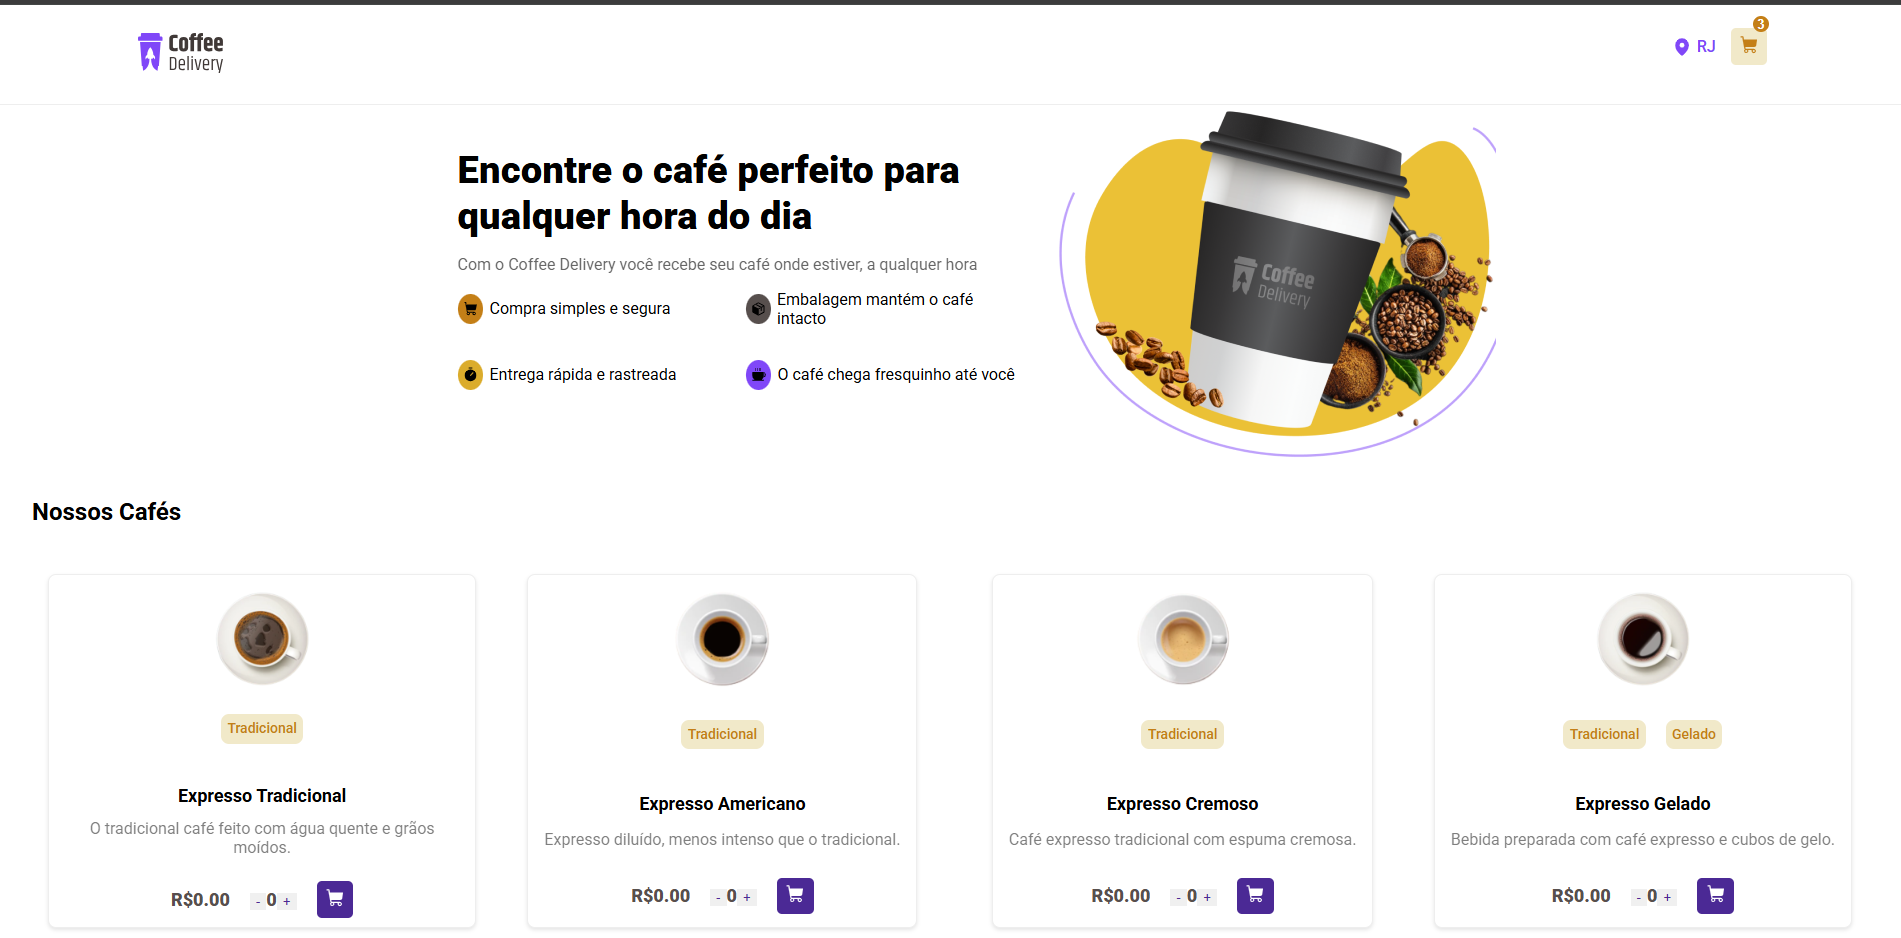 Coffee
Delivery
RJ
3
Encontre o café perfeito para
qualquer hora do dia
Com o Coffee Delivery você recebe seu café onde estiver, a qualquer hora
Compra simples e segura
Embalagem mantém o café
intacto
Entrega rápida e rastreada
O café chega fresquinho até você
Coffee
Delivery
Nossos Cafés
Tradicional
Expresso Tradicional
O tradicional café feito com água quente e grãos
moídos.
R$0.00 - 0 +
Tradicional
Expresso Americano
Expresso diluído, menos intenso que o tradicional.
R$0.00 - 0 +
Tradicional
Expresso Cremoso
Café expresso tradicional com espuma cremosa.
R$0.00 - 0 +
Tradicional Gelado
Expresso Gelado
Bebida preparada com café expresso e cubos de gelo.
R$0.00 - 0 +